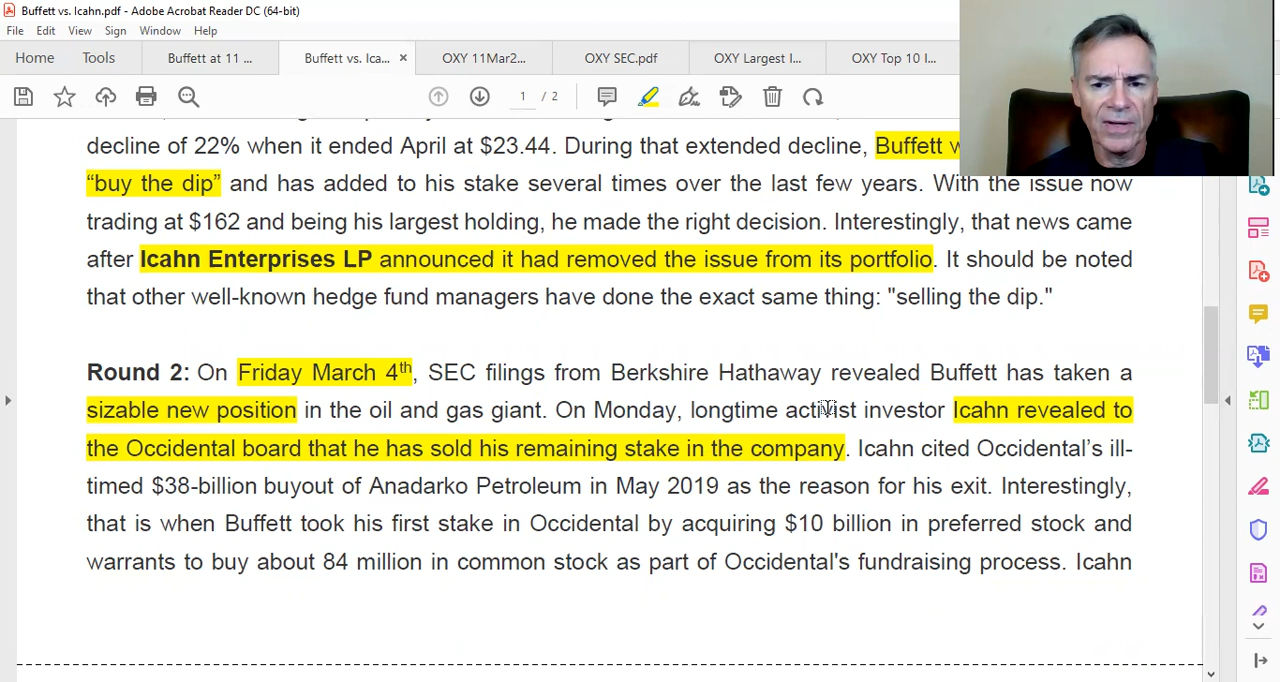 Buffett vs. Icahn.pdf - Adobe Acrobat Reader DC (64-bit)
File Edit View Sign Window Help
Home Tools Buffett at 11 ... Buffett vs. Ica... × OXY 11Mar2... OXY SEC.pdf OXY Largest I... OXY Top 10 I...
1 / 2
decline of 22% when it ended April at $23.44. During that extended decline, Buffett
“buy the dip” and has added to his stake several times over the last few years. With the issue now
trading at $162 and being his largest holding, he made the right decision. Interestingly, that news came
after Icahn Enterprises LP announced it had removed the issue from its portfolio. It should be noted
that other well-known hedge fund managers have done the exact same thing: "selling the dip."
Round 2: On Friday March 4th, SEC filings from Berkshire Hathaway revealed Buffett has taken a
sizable new position in the oil and gas giant. On Monday, longtime activist investor Icahn revealed to
the Occidental board that he has sold his remaining stake in the company. Icahn cited Occidental’s ill-
timed $38-billion buyout of Anadarko Petroleum in May 2019 as the reason for his exit. Interestingly,
that is when Buffett took his first stake in Occidental by acquiring $10 billion in preferred stock and
warrants to buy about 84 million in common stock as part of Occidental's fundraising process. Icahn